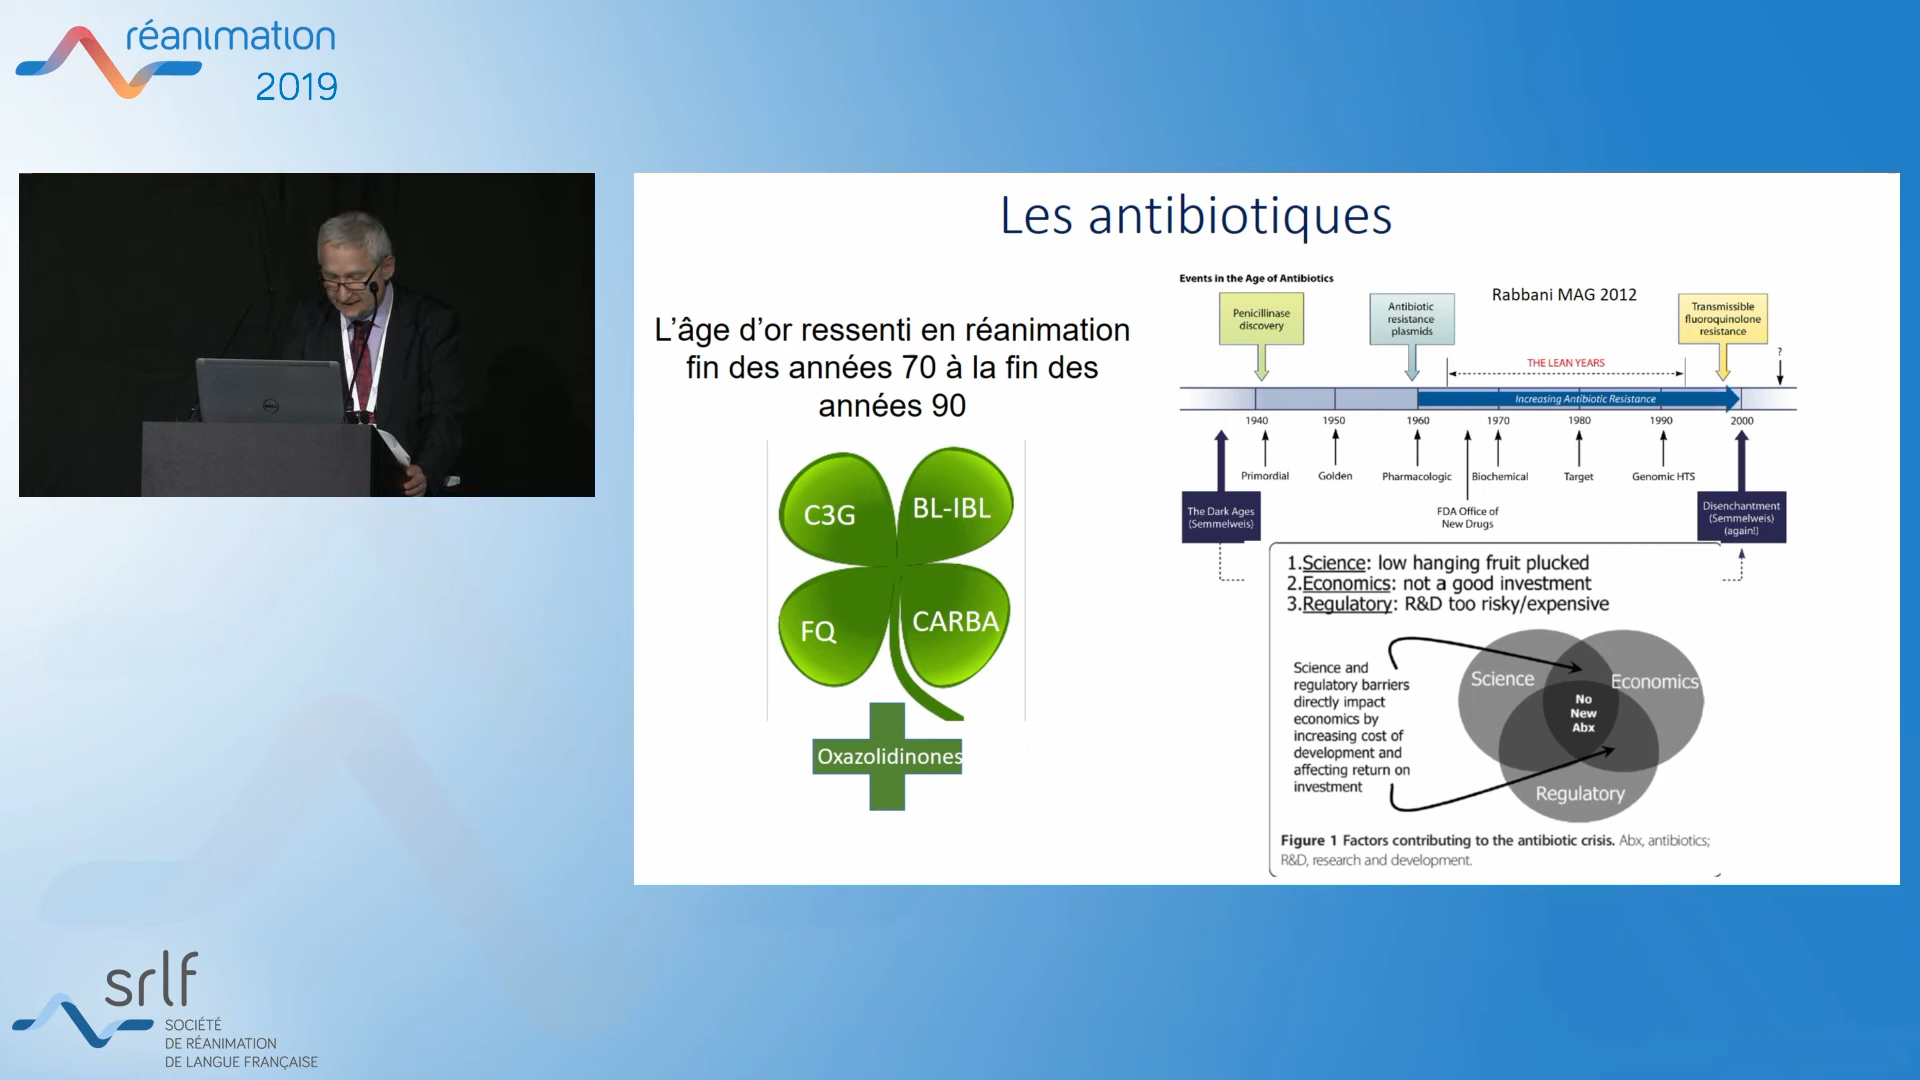 réanimation
2019
Les antibiotiques
L'âge d'or ressenti en réanimation
fin des années 70 à la fin des
années 90
C3G
BL-IBL
FQ
CARBA
Oxazolidinones
Events in the Age of Antibiotics
Rabbani MAG 2012
Penicillinase
discovery
Antibiotic
resistance
plasmids
Transmissible
fluoroquinolone
resistance
THE LEAN YEARS
?
Increasing Antibiotic Resistance
1940 1950 1960 1970 1980 1990 2000
Primordial Golden Pharmacologic Biochemical Target Genomic HTS
The Dark Ages
(Semmelweis)
FDA Office of
New Drugs
Disenchantment
(Semmelweis)
(again!)
1.Science: low hanging fruit plucked
2.Economics: not a good investment
3.Regulatory: R&D too risky/expensive
Science and
regulatory barriers
directly impact
economics by
increasing cost of
development and
affecting return on
investment
Science
Economics
No
New
Abx
Regulatory
Figure 1 Factors contributing to the antibiotic crisis. Abx, antibiotics;
R&D, research and development.
DELL
srlf
SOCIÉTÉ
DE RÉANIMATION
DE LANGUE FRANÇAISE